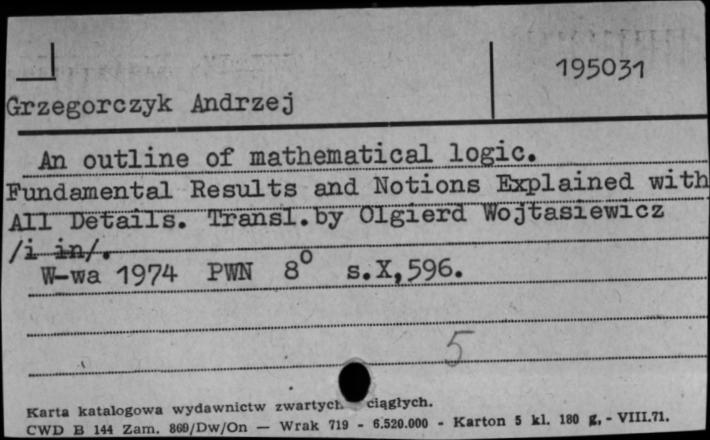 195031
Grzegorczyk Andrzej
An outline of mathematical logic.
Fundamental Results and Notions Explained with
All Details. Transl.by Olgierd Wojtasiewicz
/i in/.
W-wa 1974 PWN 8⁰ s.X,596.
5
Karta katalogowa wydawnictw zwartych ciągłych.
CWD B 144 Zam. 869/Dw/On — Wrak 719 - 6.520.000 - Karton 5 kl. 180 g, - VIII.71.